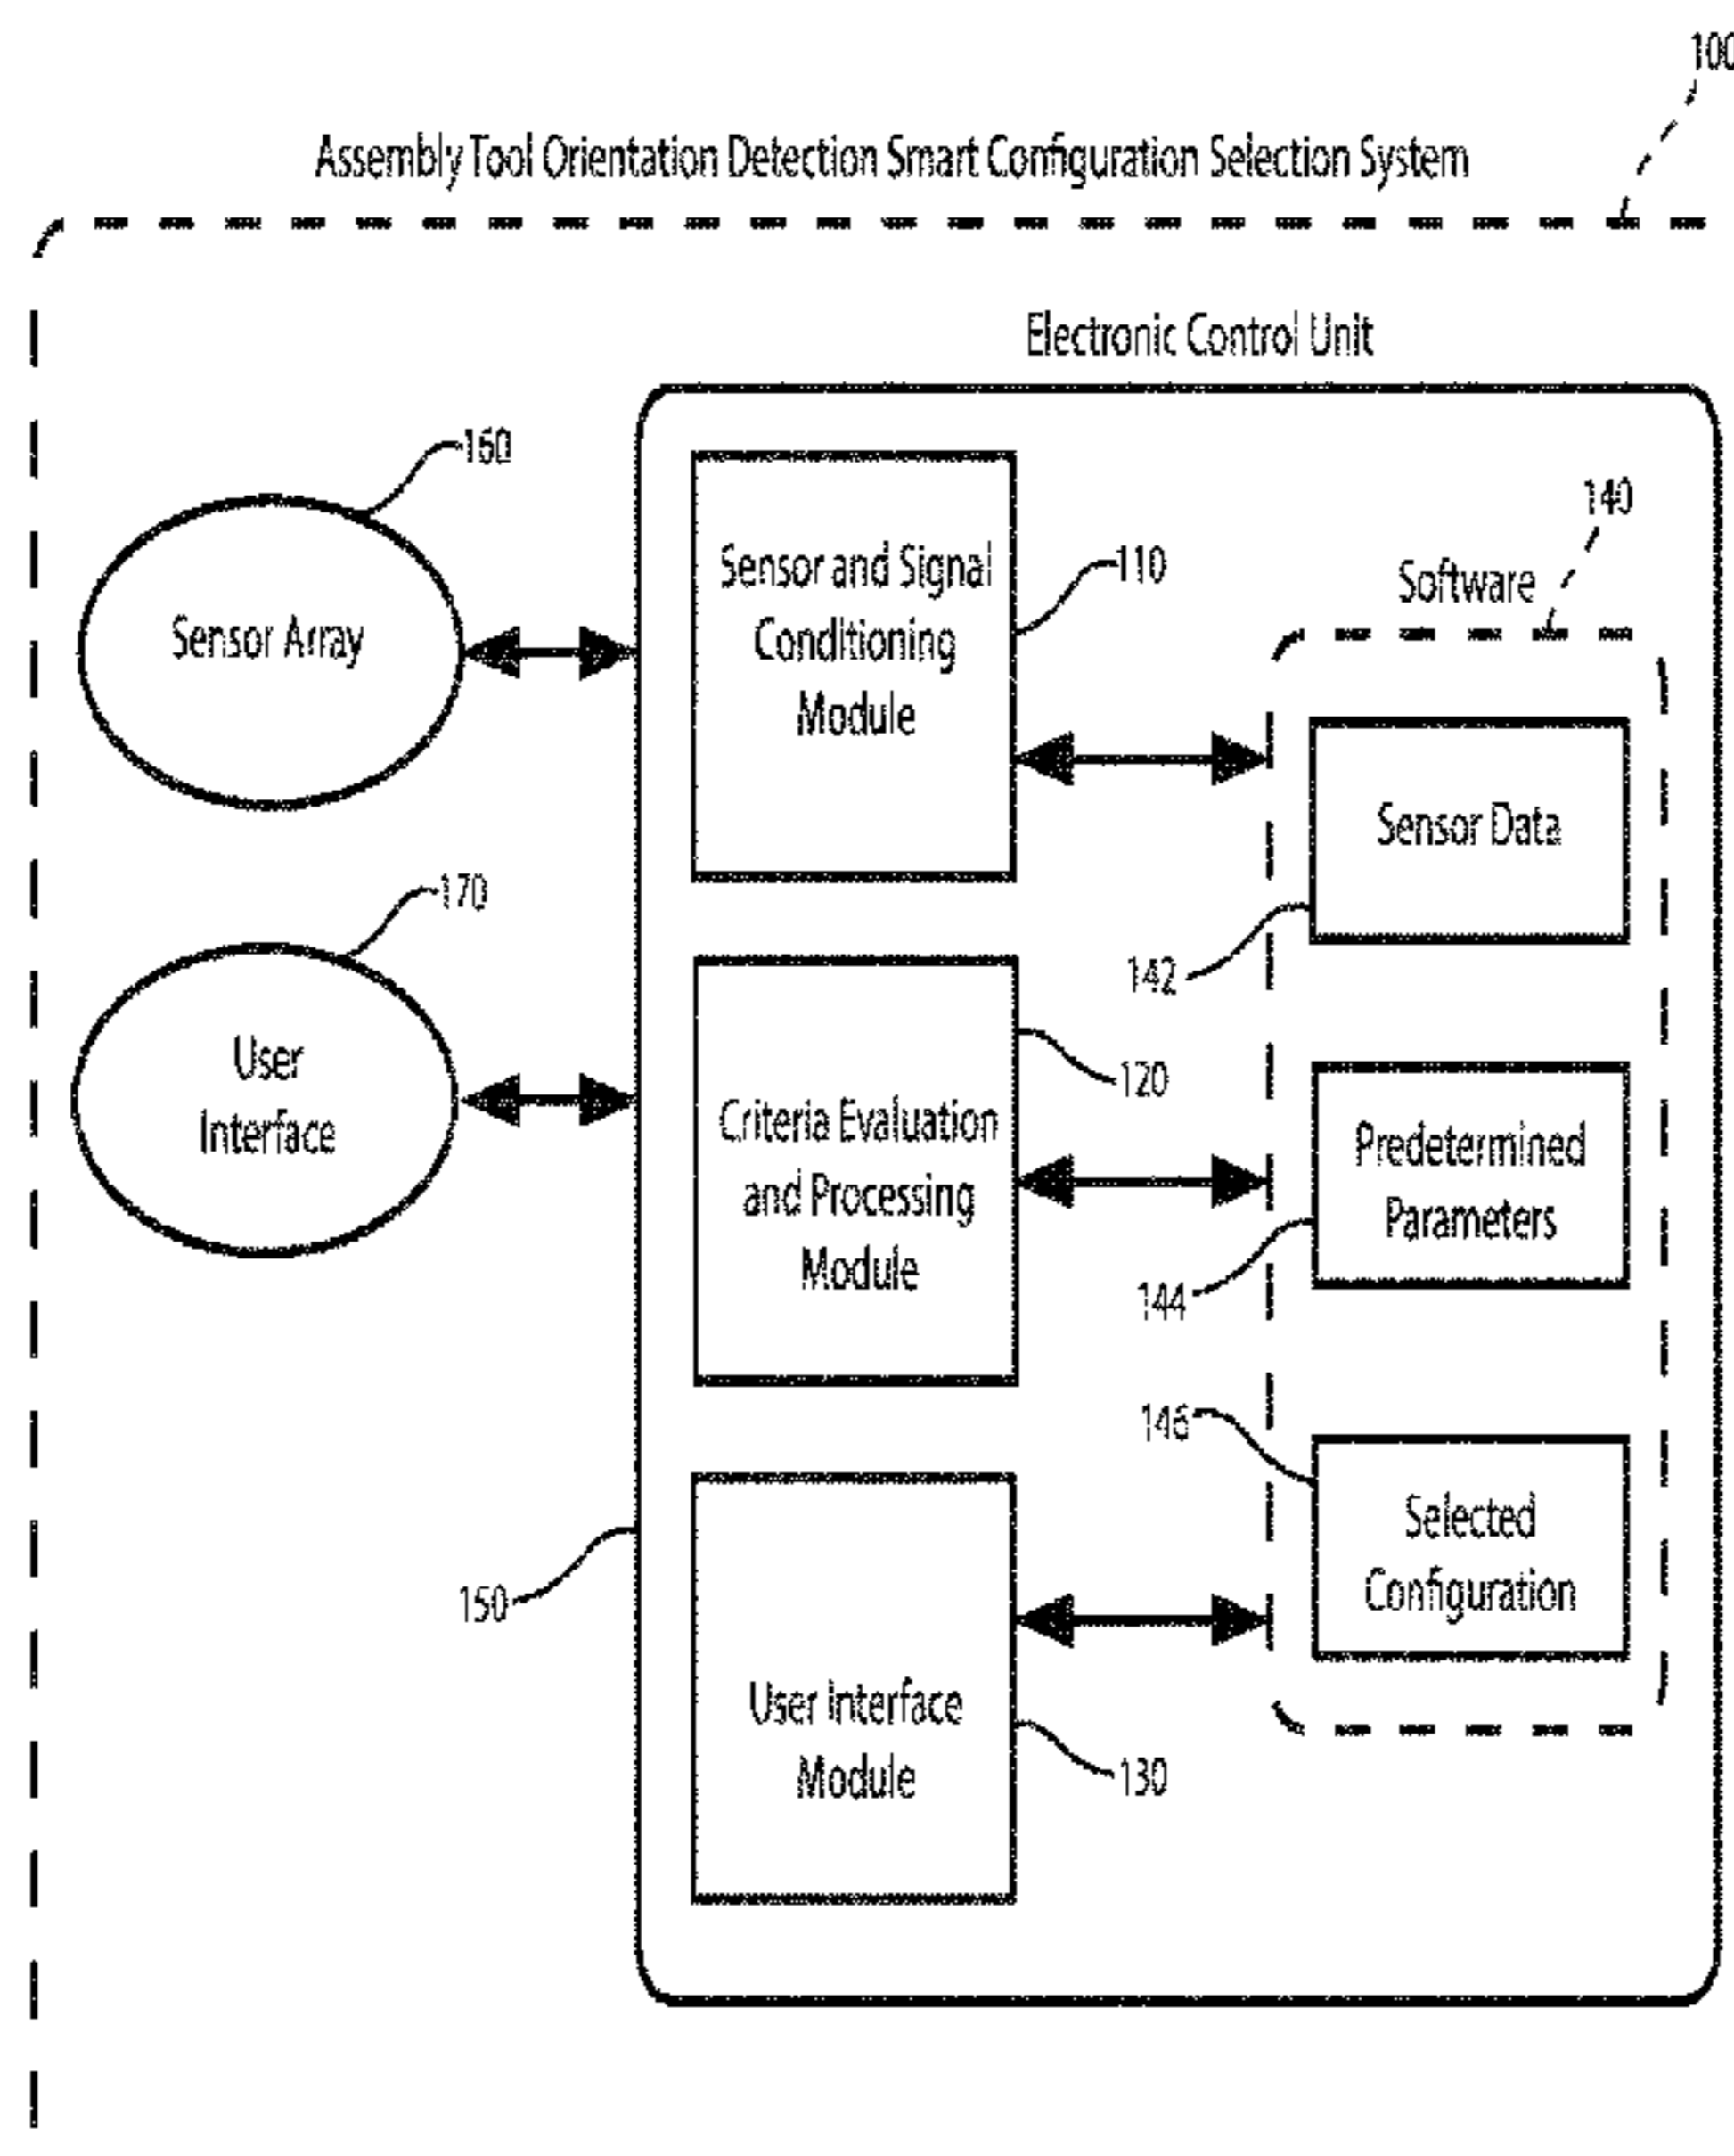 100
Assembly Tool Orientation Detection Smart Configuration Selection System
Electronic Control Unit
160
Sensor Array
Sensor and Signal
Conditioning
Module
110
140
Software
Sensor Data
142
170
User
Interface
Criteria Evaluation
and Processing
Module
120
Predetermined
Parameters
144
146
Selected
Configuration
150
User Interface
Module
130